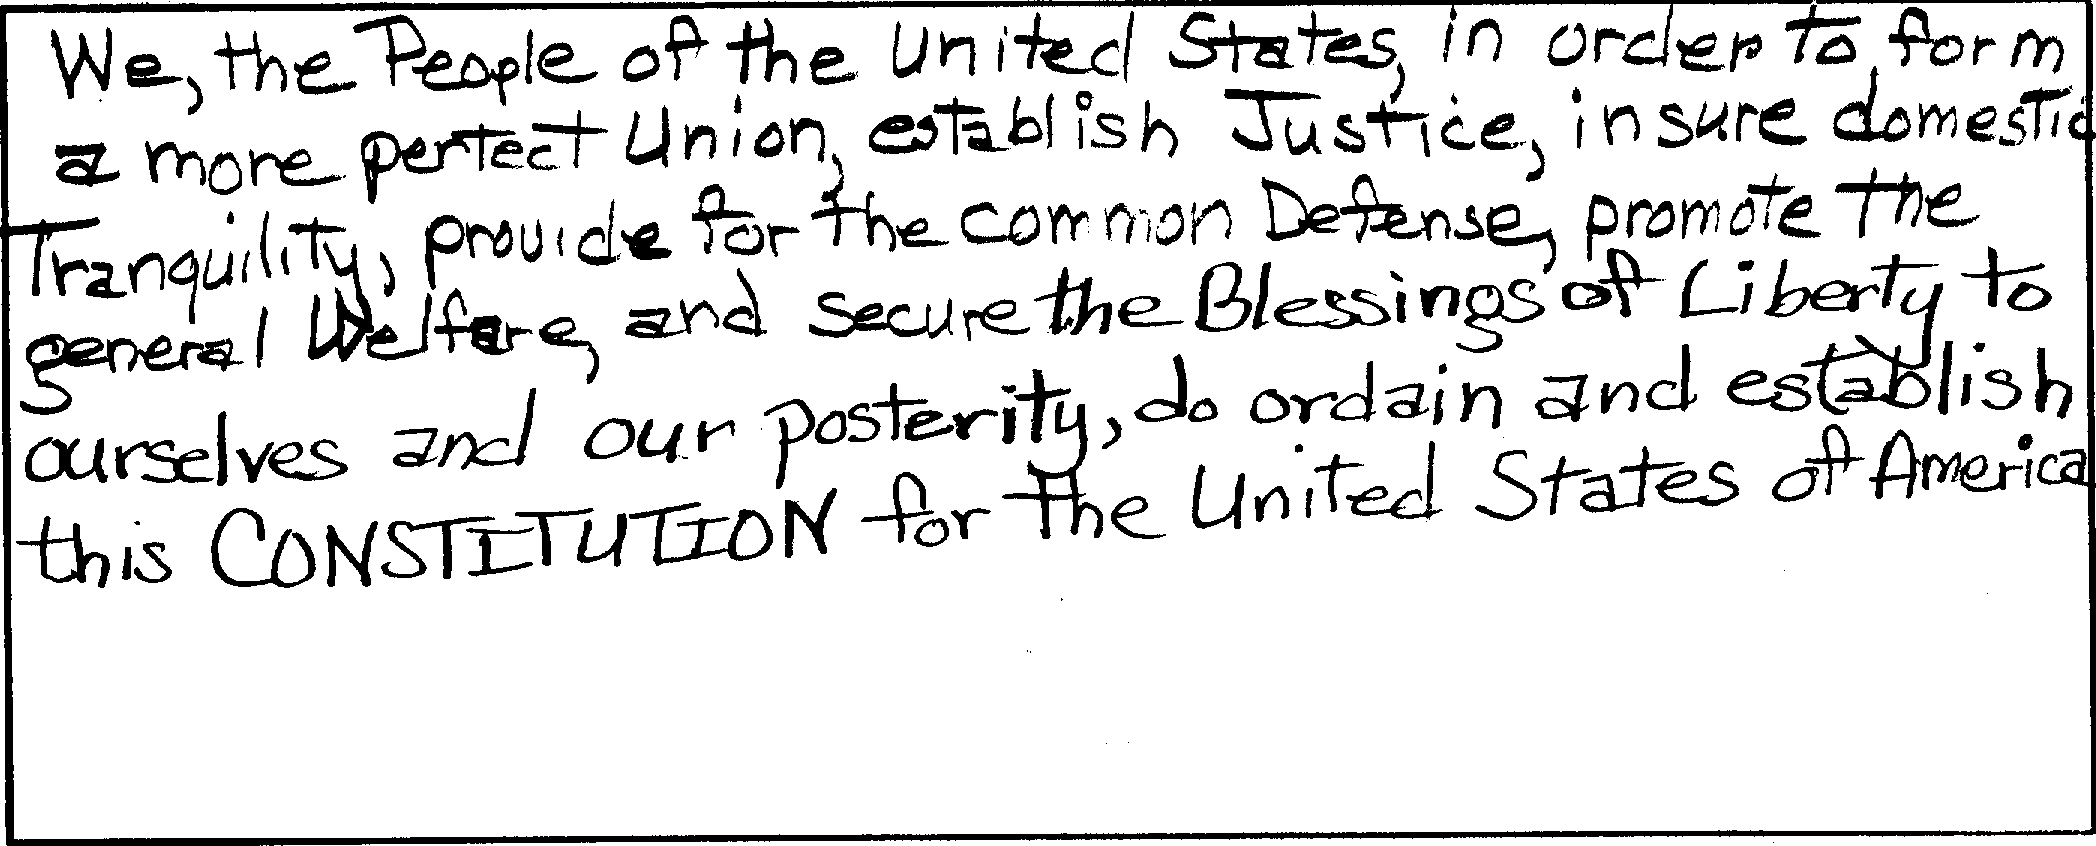 We, the People of the United States, in order to form
a more perfect Union, establish Justice, insure domestic
Tranquility, provide for the common Defense, promote the
general Welfare, and secure the Blessings of Liberty to
ourselves and our posterity, do ordain and establish
this CONSTITUTION for the United States of America